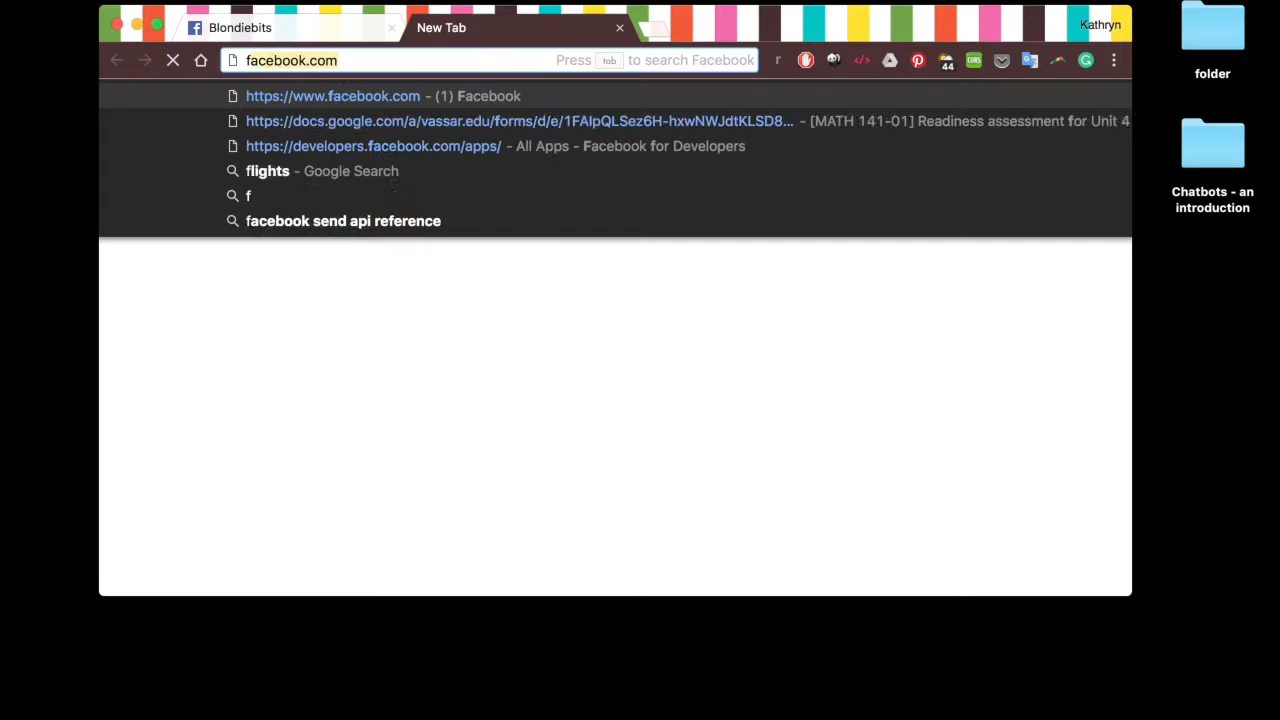 Blondiebits
New Tab
Kathryn
facebook.com
Press tab to search Facebook
r
44
CORS
https://www.facebook.com - (1) Facebook
https://docs.google.com/a/vassar.edu/forms/d/e/1FAIpQLSez6H-hxwNWJdtKLSD8... - [MATH 141-01] Readiness assessment for Unit 4
https://developers.facebook.com/apps/ - All Apps - Facebook for Developers
flights - Google Search
f
facebook send api reference
folder
Chatbots - an
introduction